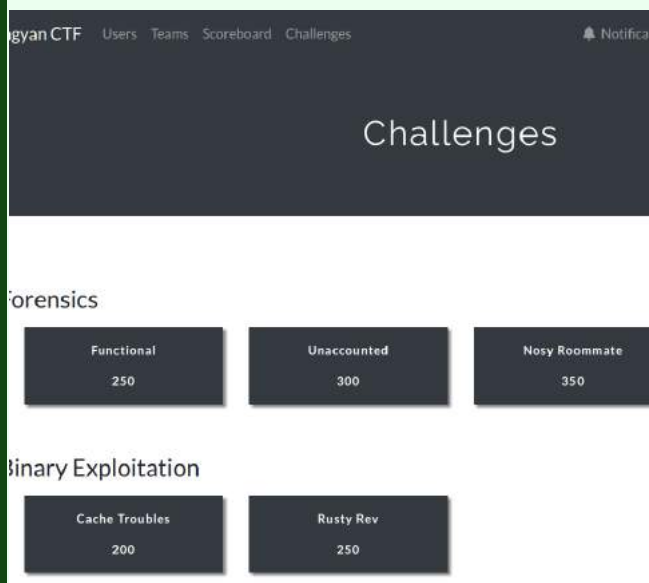 gyan CTF Users Teams Scoreboard Challenges Notifica
Challenges
orensics
Functional Unaccounted Nosy Roommate
250 300 350
inary Exploitation
Cache Troubles Rusty Rev
200 250